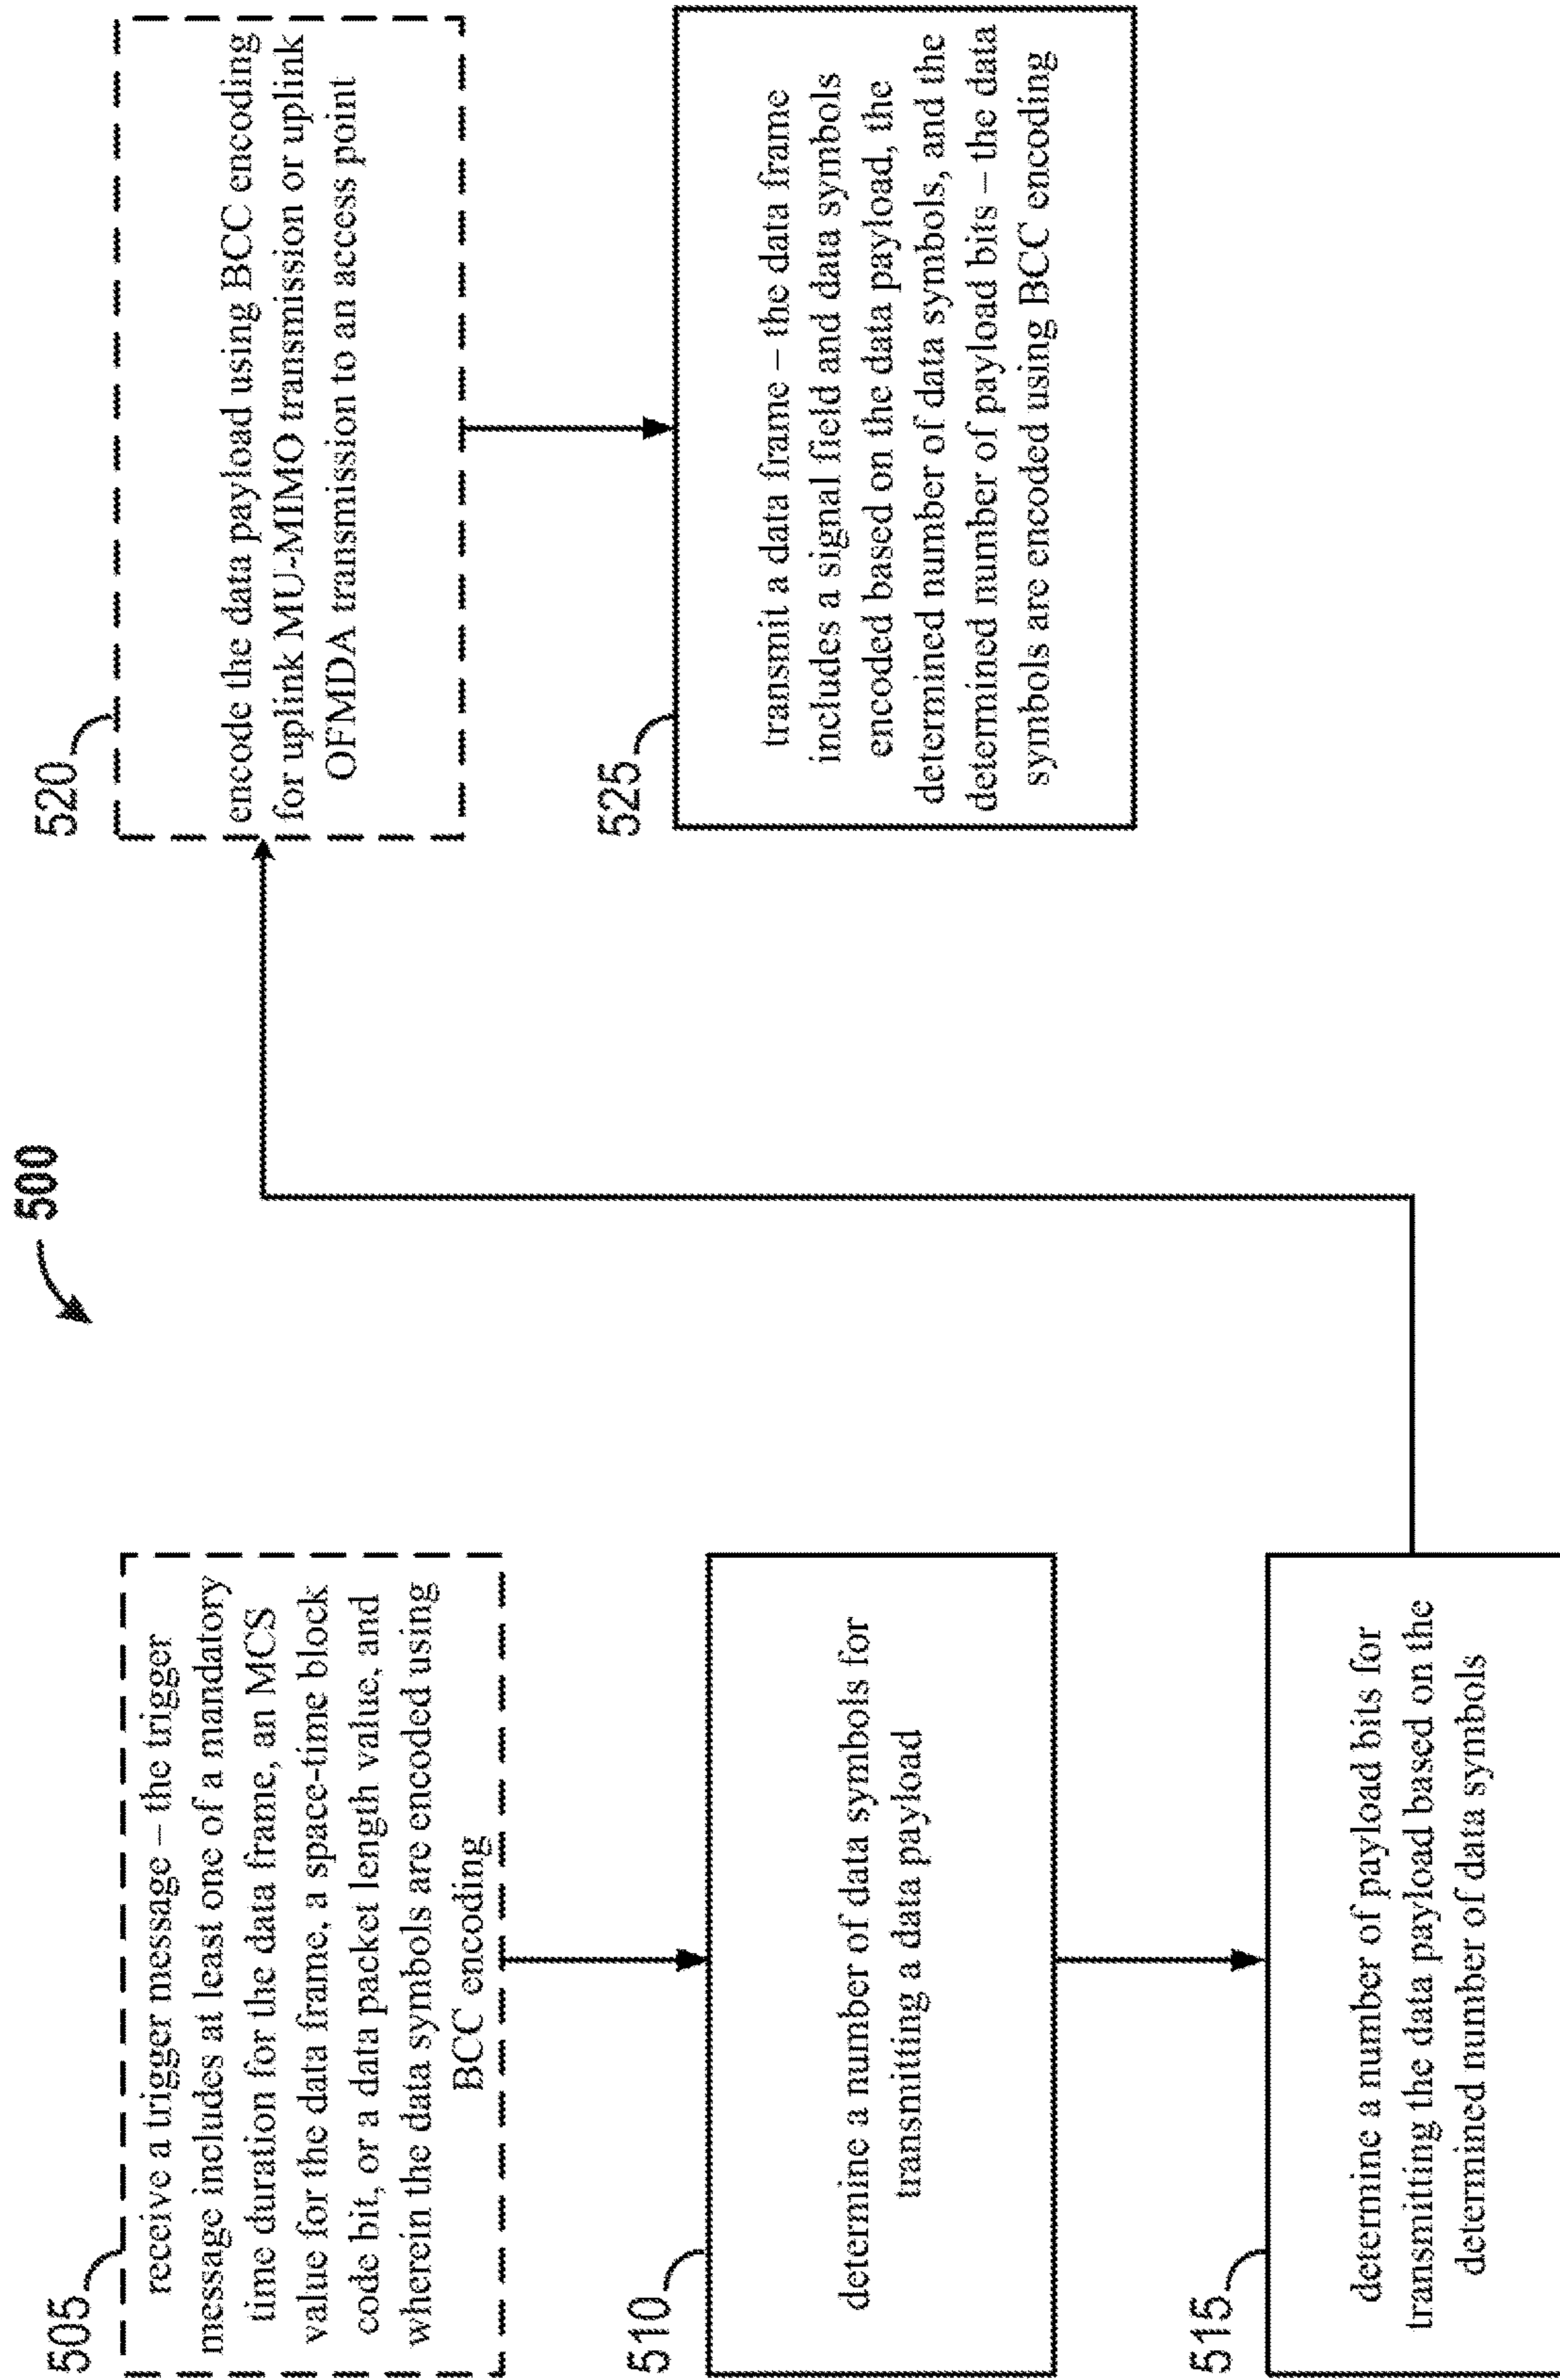 500
505
receive a trigger message – the trigger
message includes at least one of a mandatory
time duration for the data frame, an MCS
value for the data frame, a space-time block
code bit, or a data packet length value, and
wherein the data symbols are encoded using
BCC encoding
510
determine a number of data symbols for
transmitting a data payload
515
determine a number of payload bits for
transmitting the data payload based on the
determined number of data symbols
520
encode the data payload using BCC encoding
for uplink MU-MIMO transmission or uplink
OFMDA transmission to an access point
525
transmit a data frame – the data frame
includes a signal field and data symbols
encoded based on the data payload, the
determined number of data symbols, and the
determined number of payload bits – the data
symbols are encoded using BCC encoding